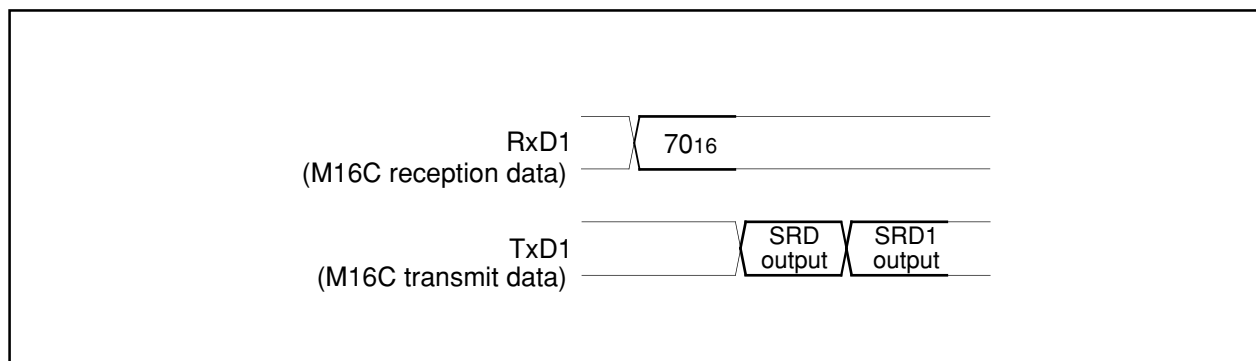 RxD1
(M16C reception data)
7016
TxD1
(M16C transmit data)
SRD
output
SRD1
output